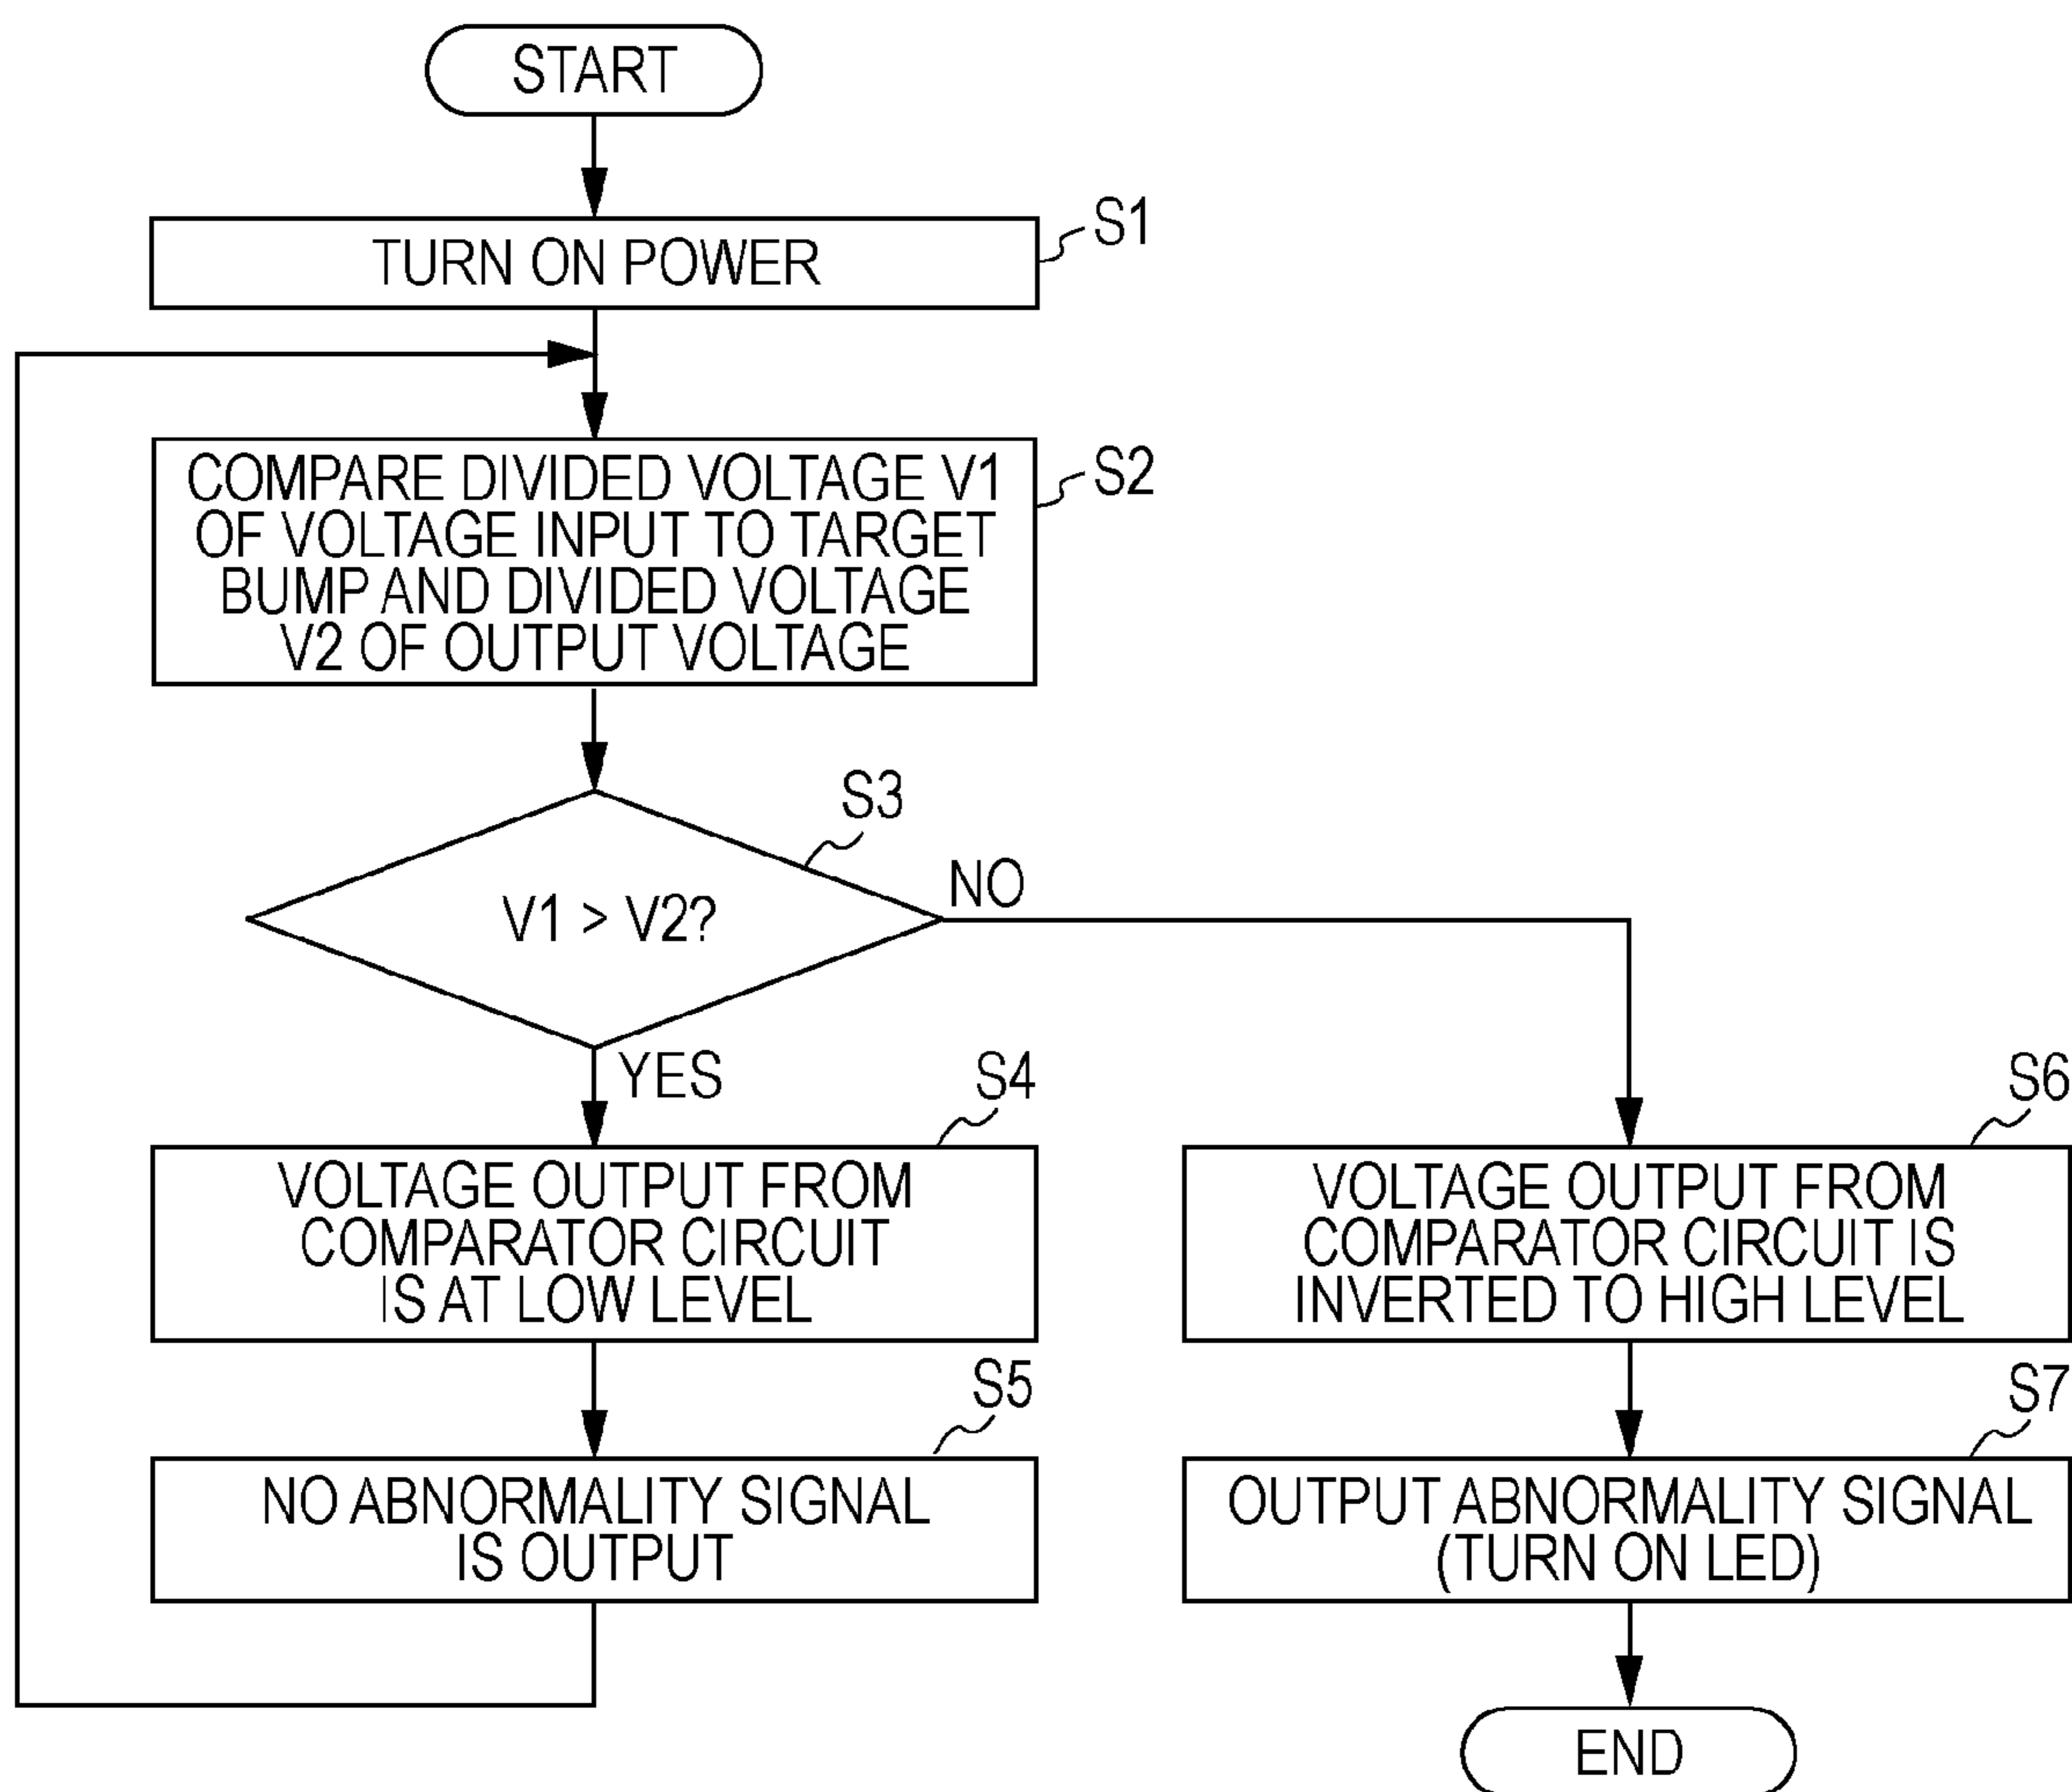 START
TURN ON POWER
S1
COMPARE DIVIDED VOLTAGE V1
OF VOLTAGE INPUT TO TARGET
BUMP AND DIVIDED VOLTAGE
V2 OF OUTPUT VOLTAGE
S2
S3
V1 > V2?
NO
YES
S4
VOLTAGE OUTPUT FROM
COMPARATOR CIRCUIT
IS AT LOW LEVEL
S5
NO ABNORMALITY SIGNAL
IS OUTPUT
S6
VOLTAGE OUTPUT FROM
COMPARATOR CIRCUIT IS
INVERTED TO HIGH LEVEL
S7
OUTPUT ABNORMALITY SIGNAL
(TURN ON LED)
END